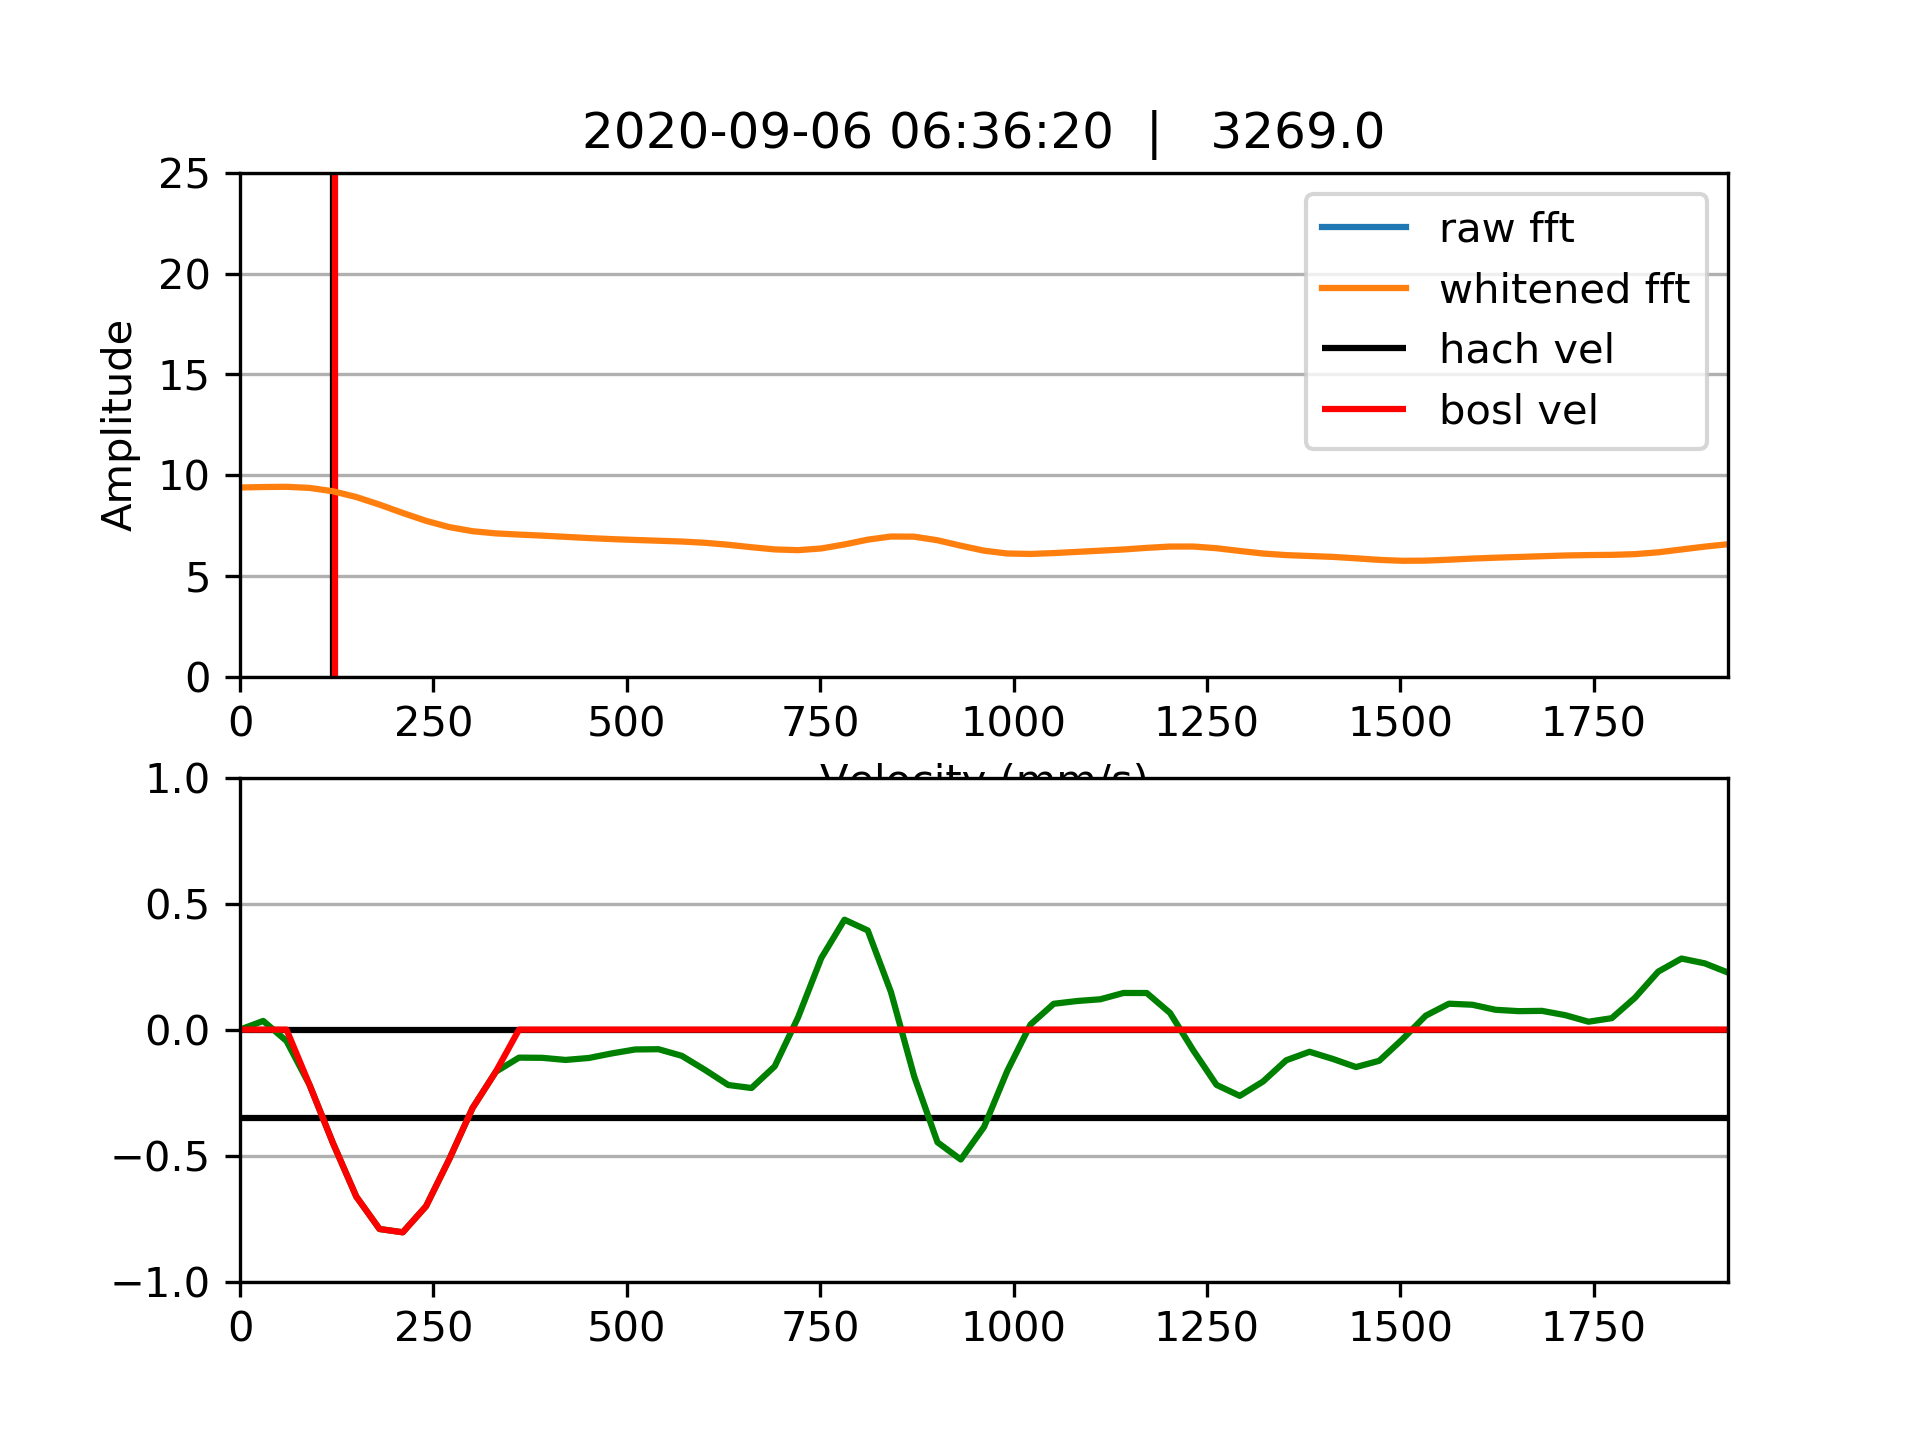 2020-09-06 06:36:20 | 3269.0
25
20
15
10
5
0
Amplitude
raw fft
whitened fft
hach vel
bosl vel
0 250 500 750 1000 1250 1500 1750
Velocity (mm/s)
1.0
0.5
0.0
−0.5
−1.0
0 250 500 750 1000 1250 1500 1750